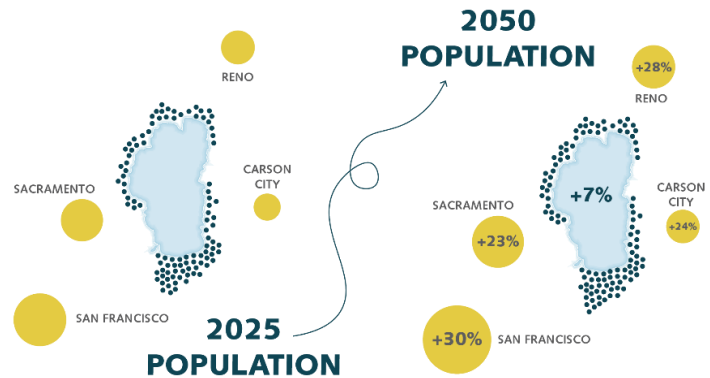 RENO
SACRAMENTO
CARSON
CITY
SAN FRANCISCO
2025
POPULATION
2050
POPULATION
+28%
RENO
+7%
SACRAMENTO
+23%
CARSON
CITY
+24%
+30%
SAN FRANCISCO